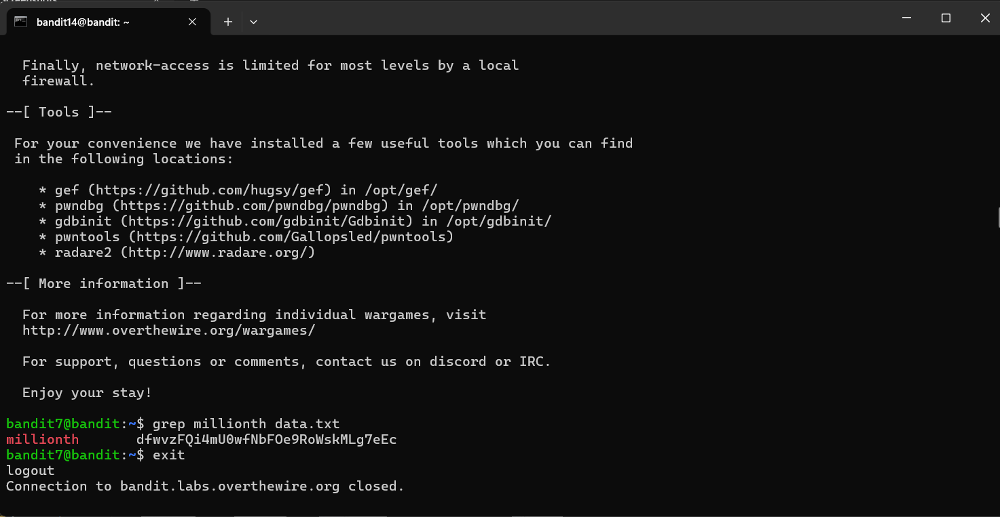 bandit14@bandit: ~
Finally, network-access is limited for most levels by a local
firewall.
--[ Tools ]--
For your convenience we have installed a few useful tools which you can find
in the following locations:
* gef (https://github.com/hugsy/gef) in /opt/gef/
* pwndbg (https://github.com/pwndbg/pwndbg) in /opt/pwndbg/
* gdbinit (https://github.com/gdbinit/Gdbinit) in /opt/gdbinit/
* pwntools (https://github.com/Gallopsled/pwntools)
* radare2 (http://www.radare.org/)
--[ More information ]--
For more information regarding individual wargames, visit
http://www.overthewire.org/wargames/
For support, questions or comments, contact us on discord or IRC.
Enjoy your stay!
bandit7@bandit:~$ grep millionth data.txt
millionth       dfwvzFQi4mU0wfNbFOe9RoWskMLg7eEc
bandit7@bandit:~$ exit
logout
Connection to bandit.labs.overthewire.org closed.